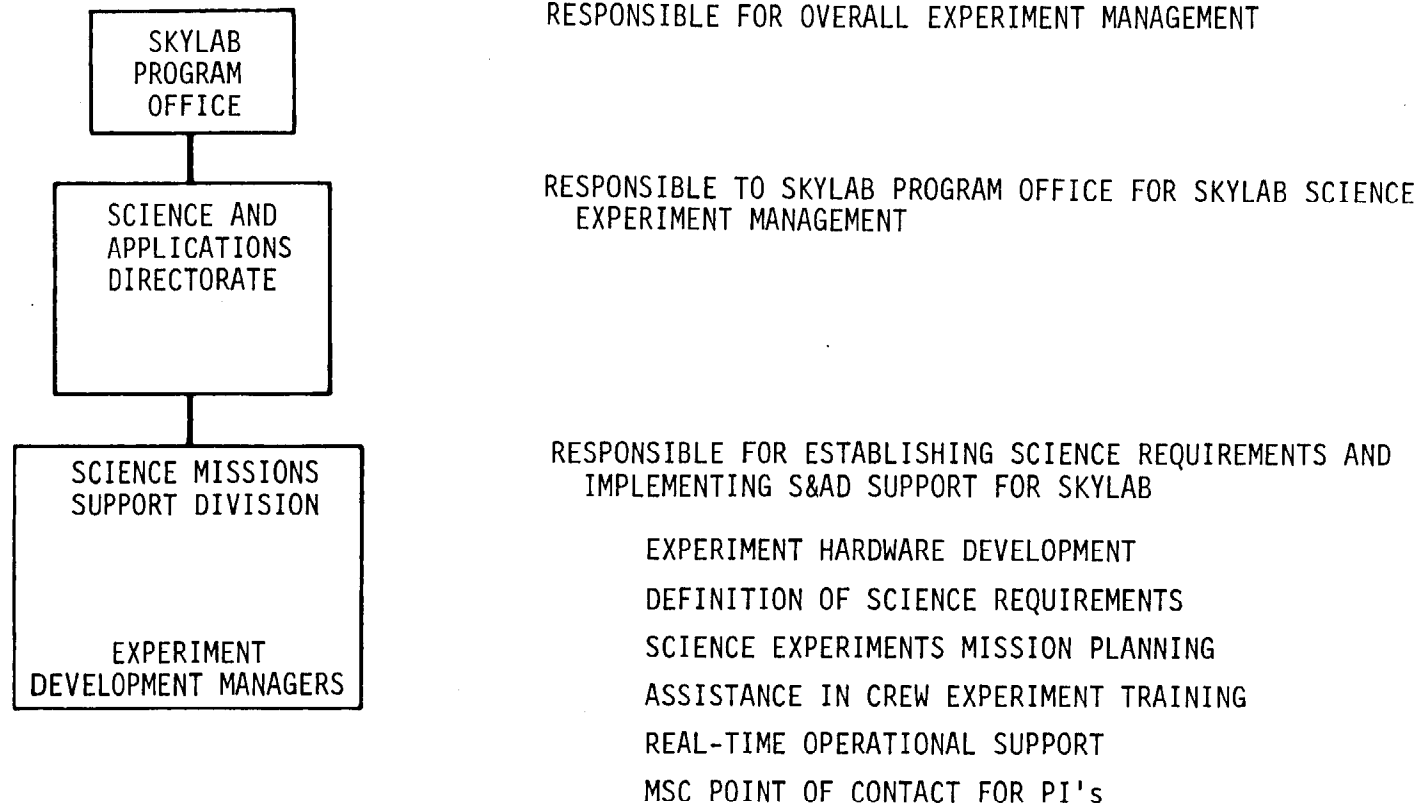 SKYLAB
PROGRAM
OFFICE
RESPONSIBLE FOR OVERALL EXPERIMENT MANAGEMENT
SCIENCE AND
APPLICATIONS
DIRECTORATE
RESPONSIBLE TO SKYLAB PROGRAM OFFICE FOR SKYLAB SCIENCE
EXPERIMENT MANAGEMENT
SCIENCE MISSIONS
SUPPORT DIVISION
EXPERIMENT
DEVELOPMENT MANAGERS
RESPONSIBLE FOR ESTABLISHING SCIENCE REQUIREMENTS AND
IMPLEMENTING S&AD SUPPORT FOR SKYLAB
EXPERIMENT HARDWARE DEVELOPMENT
DEFINITION OF SCIENCE REQUIREMENTS
SCIENCE EXPERIMENTS MISSION PLANNING
ASSISTANCE IN CREW EXPERIMENT TRAINING
REAL-TIME OPERATIONAL SUPPORT
MSC POINT OF CONTACT FOR PI's